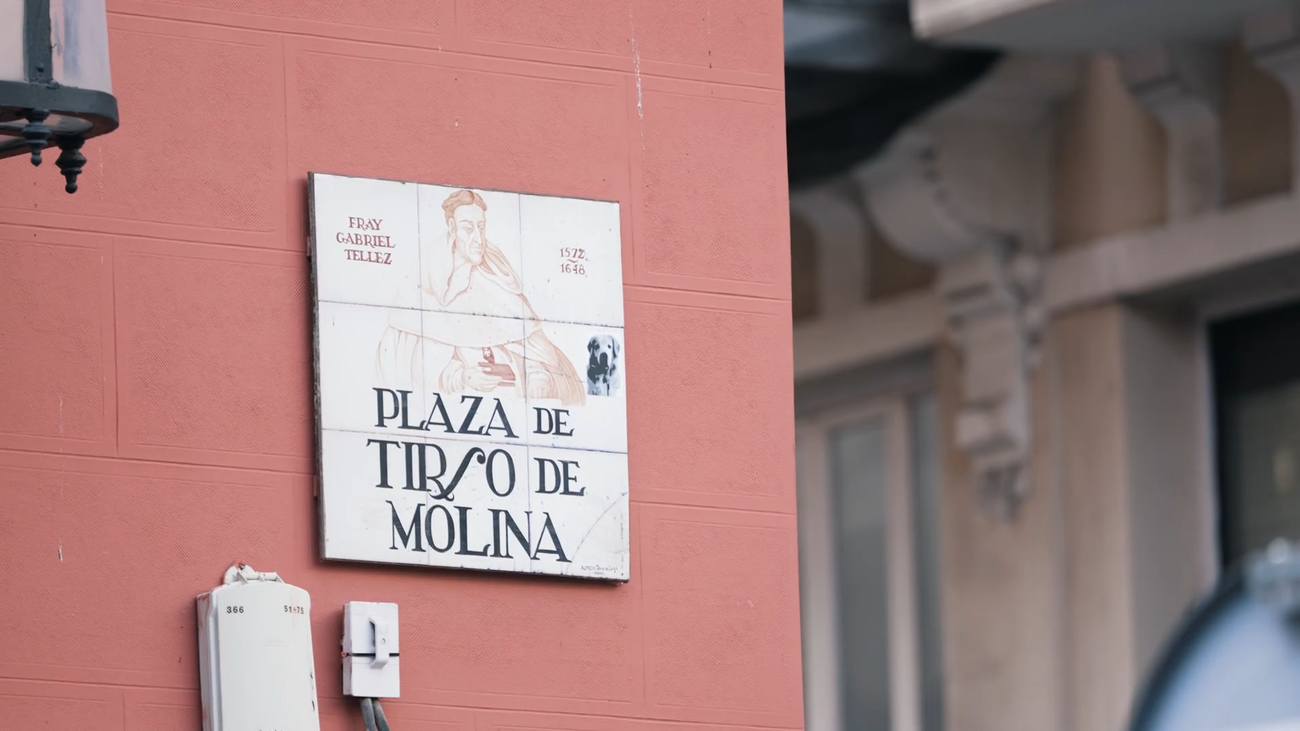 FRAY
GABRIEL
TELLEZ
1572
1648
PLAZA DE
TIRSO DE
MOLINA
366